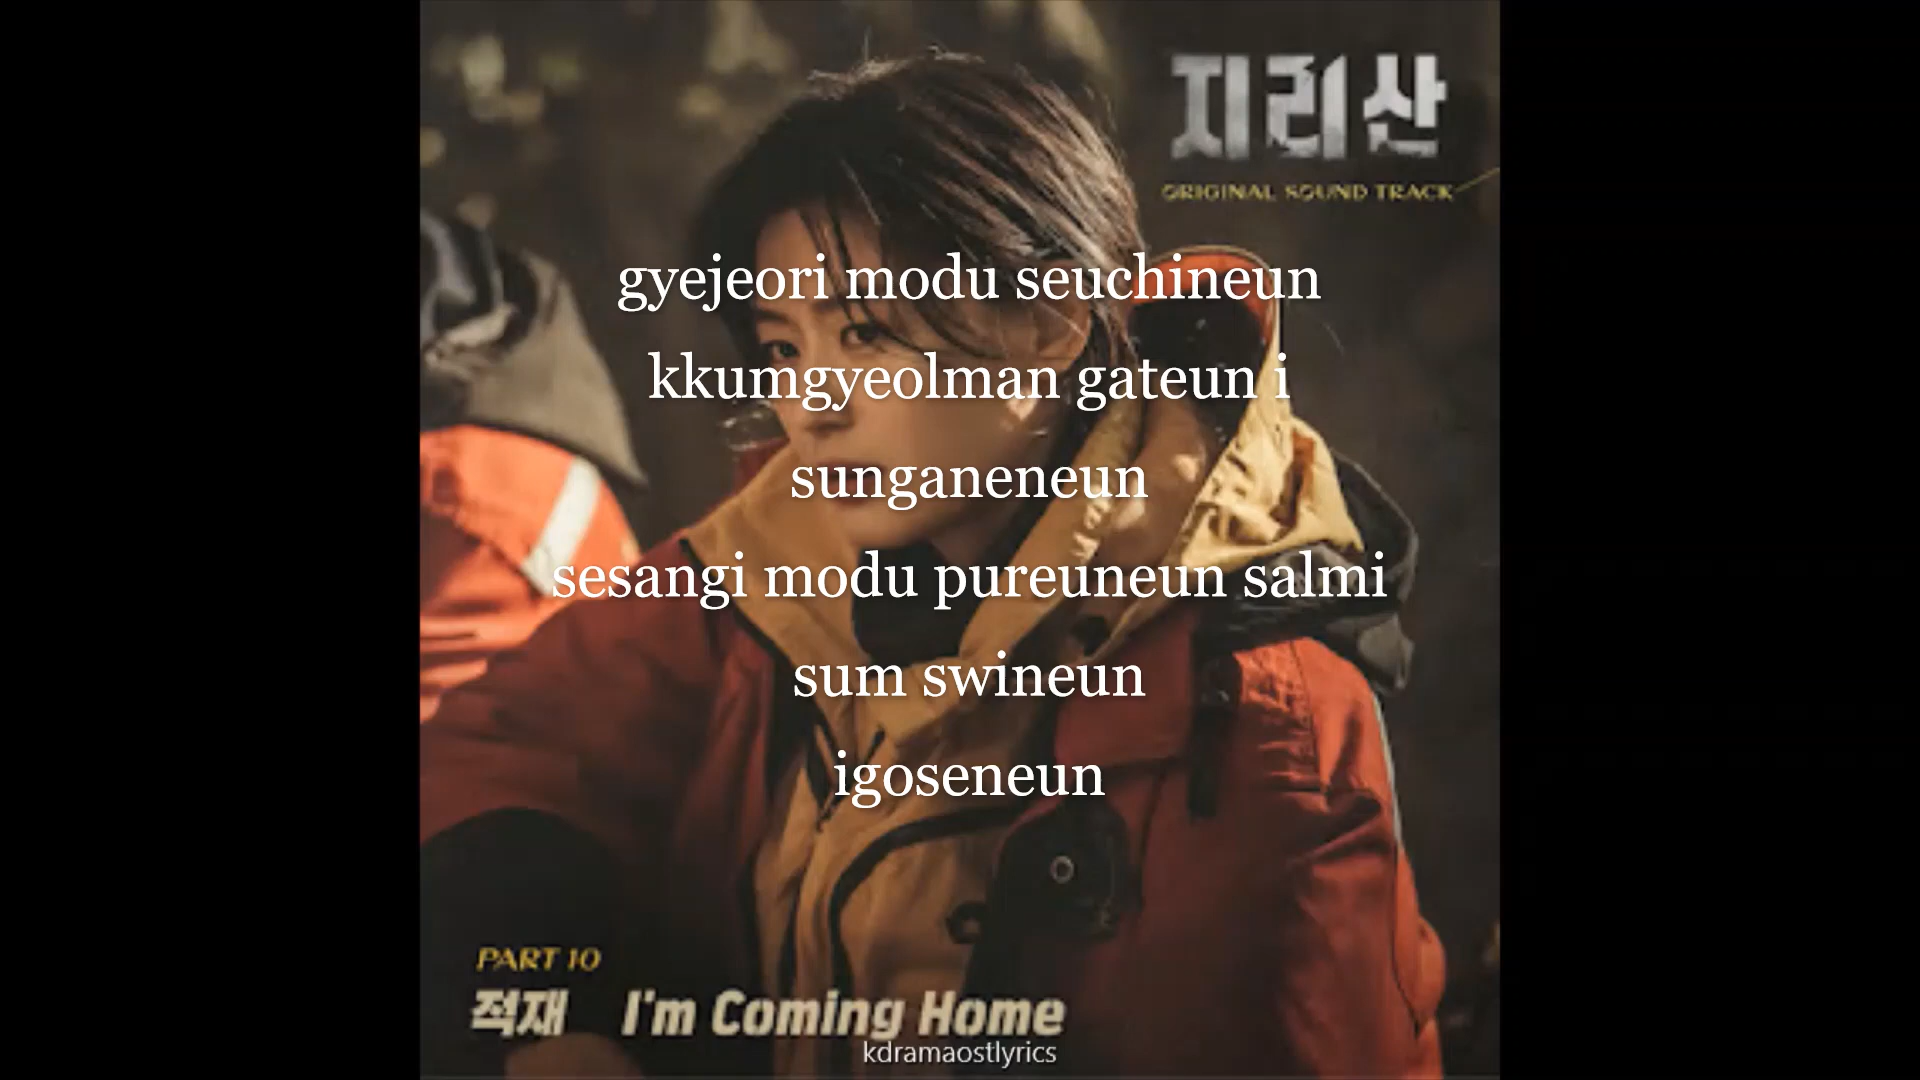 지리산
ORIGINAL SOUND TRACK
gyejeori modu seuchineun
kkumgyeolman gateun i
sunganeneun
sesangi modu pureuneun salmi
sum swineun
igoseneun
PART 10
적재 I'm Coming Home
kdramaostlyrics